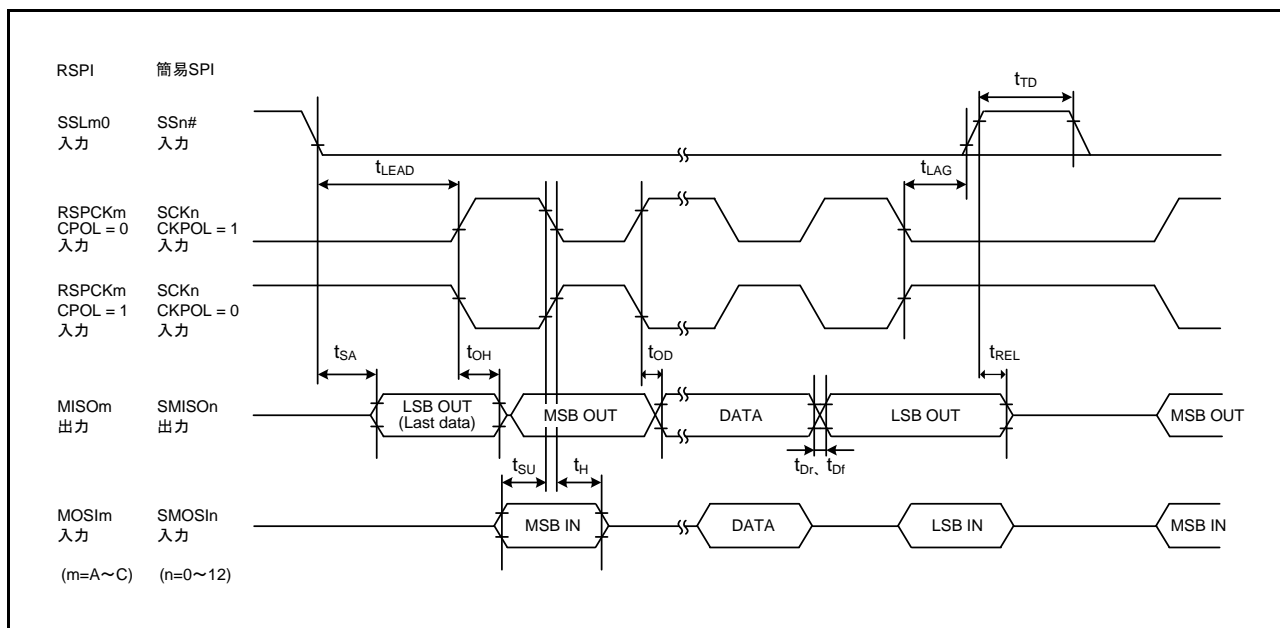 RSPI 簡易SPI
tTD
SSLm0 SSn#
入力 入力
tLEAD
tLAG
RSPCKm SCKn
CPOL = 0 CKPOL = 1
入力 入力
RSPCKm SCKn
CPOL = 1 CKPOL = 0
入力 入力
tSA tOH tOD tREL
MISOm SMISOn
出力 出力
LSB OUT
(Last data)
MSB OUT DATA LSB OUT MSB OUT
tSU tH tDr、tDf
MOSIm SMOSIn
入力 入力
MSB IN DATA LSB IN MSB IN
(m=A～C) (n=0～12)